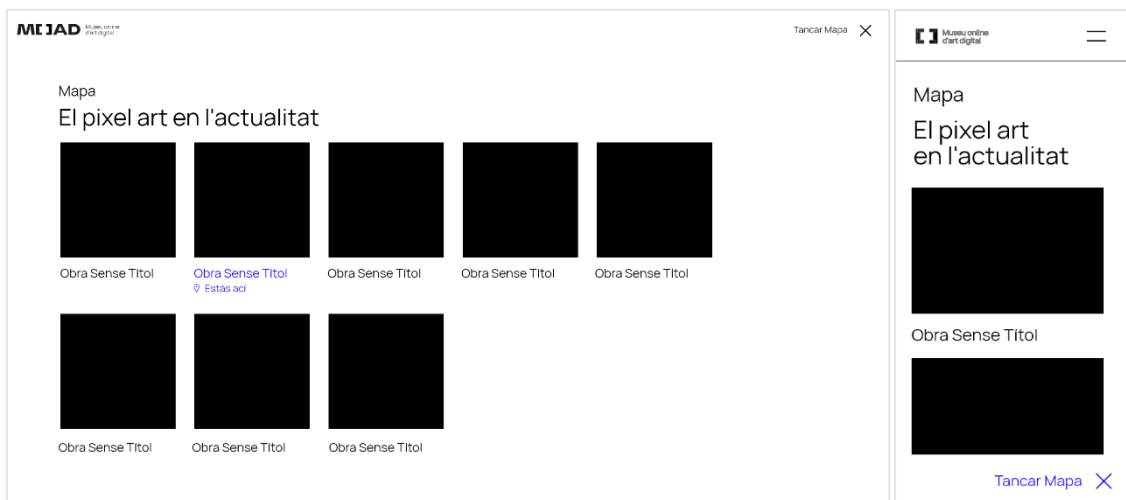 M[ ]AD
Museu online
d'art digital
Tancar Mapa
Mapa
El pixel art en l'actualitat
Obra Sense Títol
Obra Sense Títol
Estàs ací
Obra Sense Títol
Obra Sense Títol
Obra Sense Títol
Obra Sense Títol
Obra Sense Títol
Obra Sense Títol
Museu online
d'art digital
Mapa
El pixel art
en l'actualitat
Obra Sense Títol
Tancar Mapa